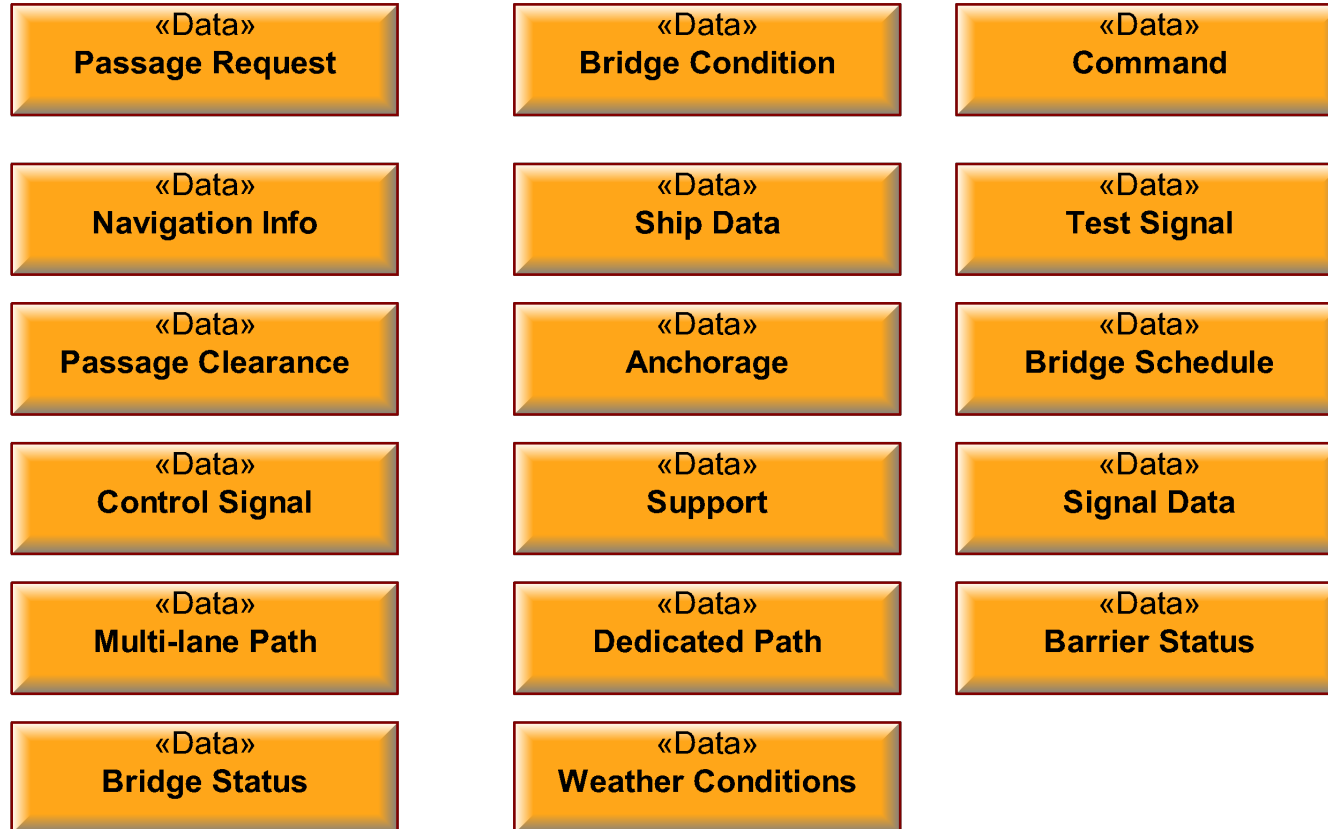 «Data»
Passage Request
«Data»
Bridge Condition
«Data»
Command
«Data»
Navigation Info
«Data»
Ship Data
«Data»
Test Signal
«Data»
Passage Clearance
«Data»
Anchorage
«Data»
Bridge Schedule
«Data»
Control Signal
«Data»
Support
«Data»
Signal Data
«Data»
Multi-lane Path
«Data»
Dedicated Path
«Data»
Barrier Status
«Data»
Bridge Status
«Data»
Weather Conditions